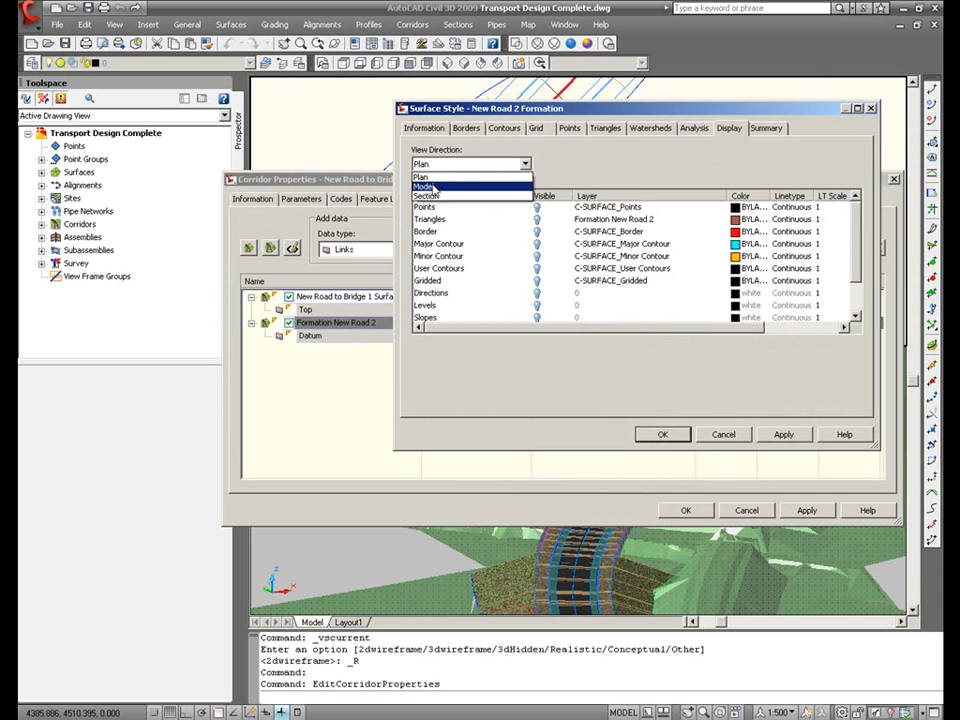 AutoCAD Civil 3D 2009 Transport Design Complete.dwg
Type a keyword or phrase
File Edit View Insert General Surfaces Grading Alignments Profiles Corridors Sections Pipes Map Window Help
0
Toolspace
Active Drawing View
Transport Design Complete
Points
Point Groups
Surfaces
Alignments
Sites
Pipe Networks
Corridors
Assemblies
Subassemblies
Survey
View Frame Groups
Prospector
Corridor Properties - New Road to Bridge
Information Parameters Codes Feature L
Add data
Data type:
Links
Name
New Road to Bridge 1 Surfa
Top
Formation New Road 2
Datum
OK Cancel Apply Help
Surface Style - New Road 2 Formation
Information Borders Contours Grid Points Triangles Watersheds Analysis Display Summary
View Direction:
Plan
Plan
Model
Section
Visible Layer Color Linetype LT Scale
Points C-SURFACE_Points BYLA... Continuous 1
Triangles Formation New Road 2 BYLA... Continuous 1
Border C-SURFACE_Border BYLA... Continuous 1
Major Contour C-SURFACE_Major Contour BYLA... Continuous 1
Minor Contour C-SURFACE_Minor Contour BYLA... Continuous 1
User Contours C-SURFACE_User Contours BYLA... Continuous 1
Gridded C-SURFACE_Gridded BYLA... Continuous 1
Directions 0 white Continuous 1
Levels 0 white Continuous 1
Slopes 0 white Continuous 1
OK Cancel Apply Help
Model Layout1
Command: _vscurrent
Enter an option [2dwireframe/3dwireframe/3dHidden/Realistic/Conceptual/Other]
<2dwireframe>: _R
Command:
Command: EditCorridorProperties
4385.886, 4510.395, 0.000
MODEL
1:500